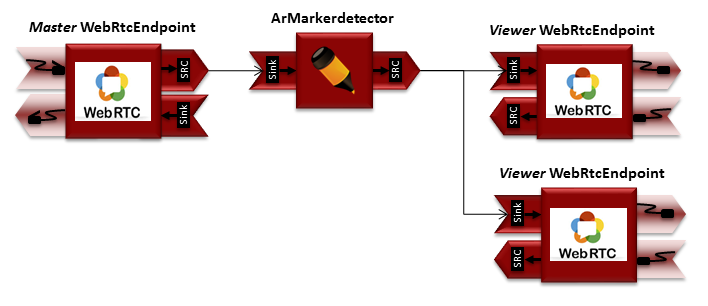 Master WebRtcEndpoint
ArMarkerdetector
Viewer WebRtcEndpoint
SRC
Sink
SRC
Sink
WebRTC
Sink
WebRTC
SRC
Viewer WebRtcEndpoint
Sink
WebRTC
SRC